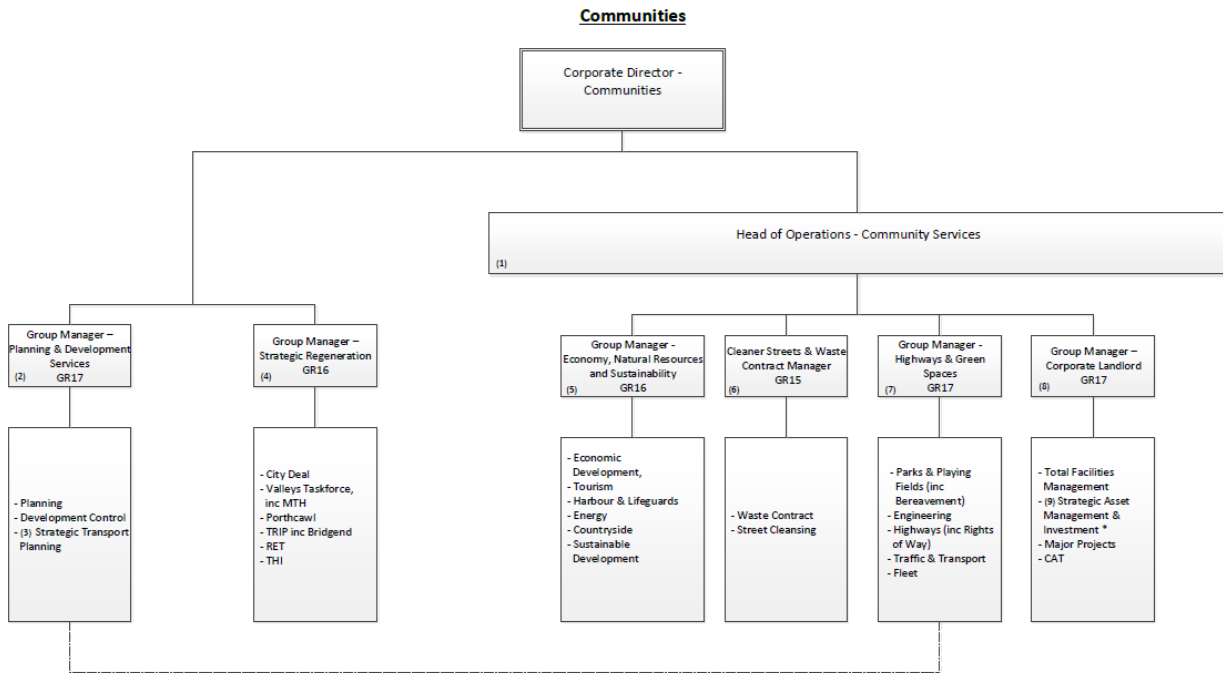 Communities
Corporate Director -
Communities
Head of Operations - Community Services
(1)
Group Manager –
Planning & Development
Services
(2)
GR17
Group Manager –
Strategic Regeneration
(4)
GR16
Group Manager -
Economy, Natural Resources
and Sustainability
(5)
GR16
Cleaner Streets & Waste
Contract Manager
(6)
GR15
Group Manager -
Highways & Green
Spaces
(7)
GR17
Group Manager –
Corporate Landlord
(8)
GR17
- Planning
- Development Control
- (3) Strategic Transport
Planning
- City Deal
- Valleys Taskforce,
inc MTH
- Porthcawl
- TRIP inc Bridgend
- RET
- THI
- Economic
Development,
- Tourism
- Harbour & Lifeguards
- Energy
- Countryside
- Sustainable
Development
- Waste Contract
- Street Cleansing
- Parks & Playing
Fields (inc
Bereavement)
- Engineering
- Highways (inc Rights
of Way)
- Traffic & Transport
- Fleet
- Total Facilities
Management
- (9) Strategic Asset
Management &
Investment *
- Major Projects
- CAT